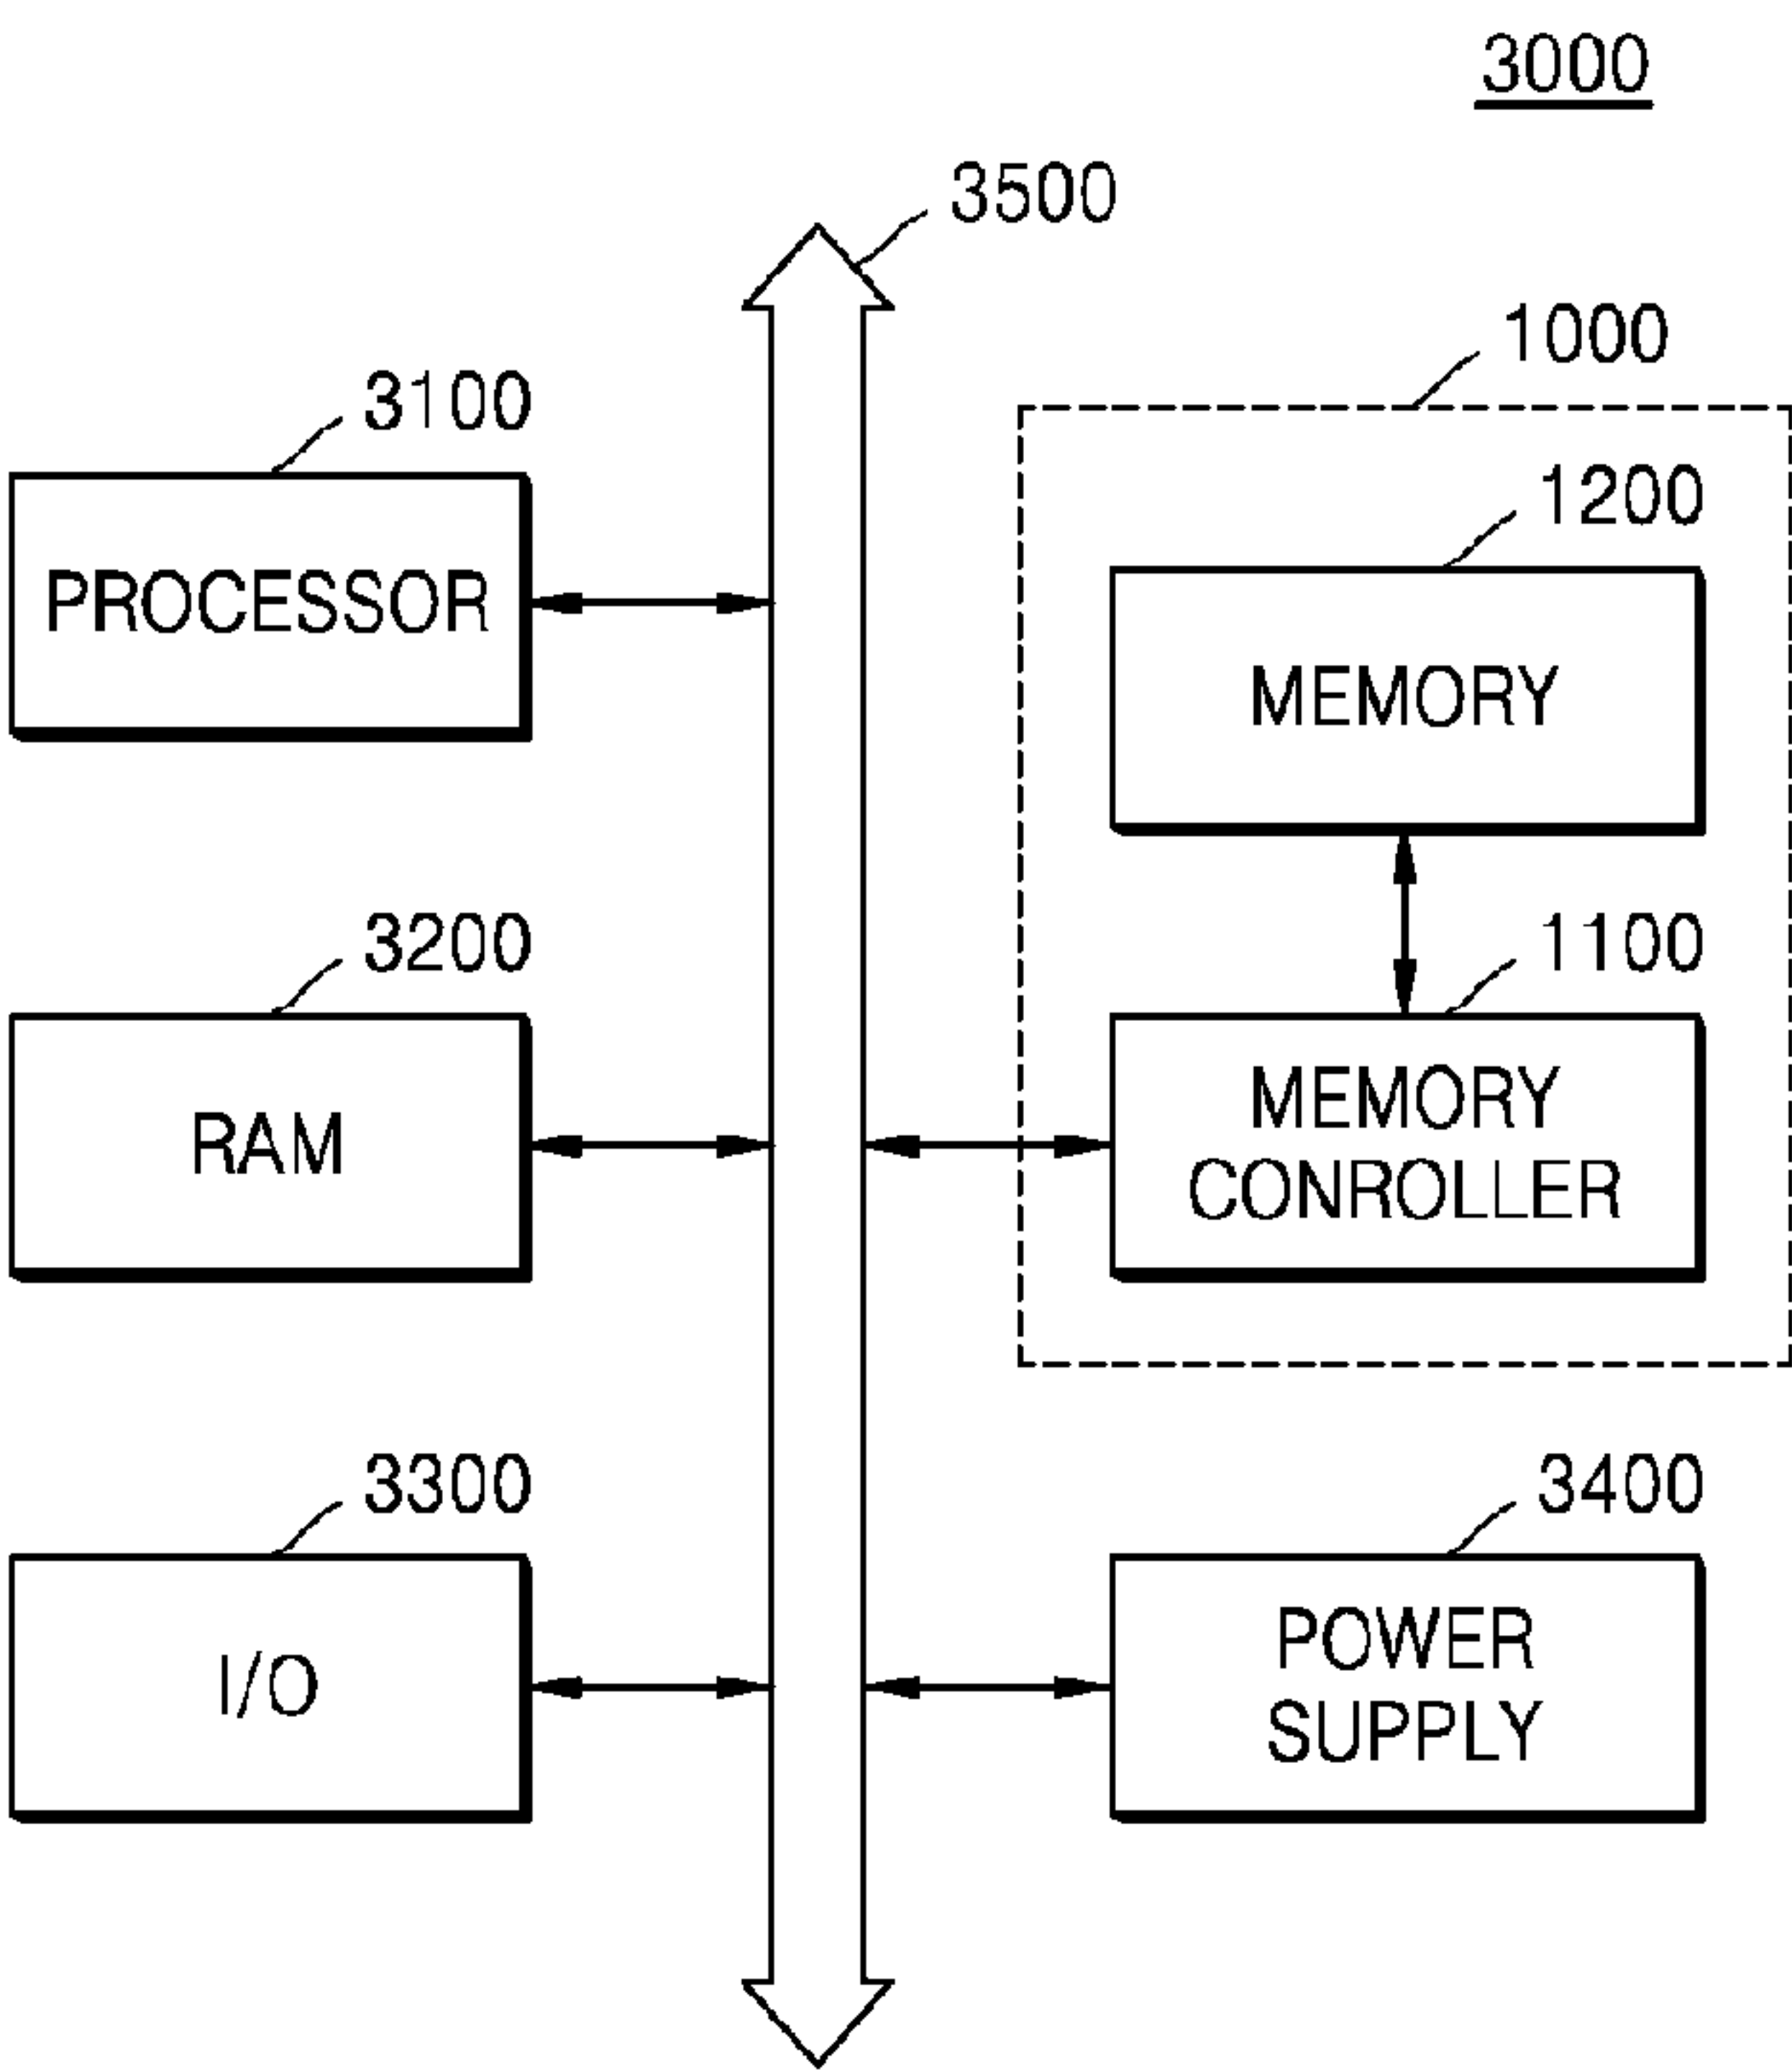 3000
3500
1000
3100
PROCESSOR
1200
MEMORY
3200
RAM
1100
MEMORY
CONROLLER
3300
I/O
3400
POWER
SUPPLY